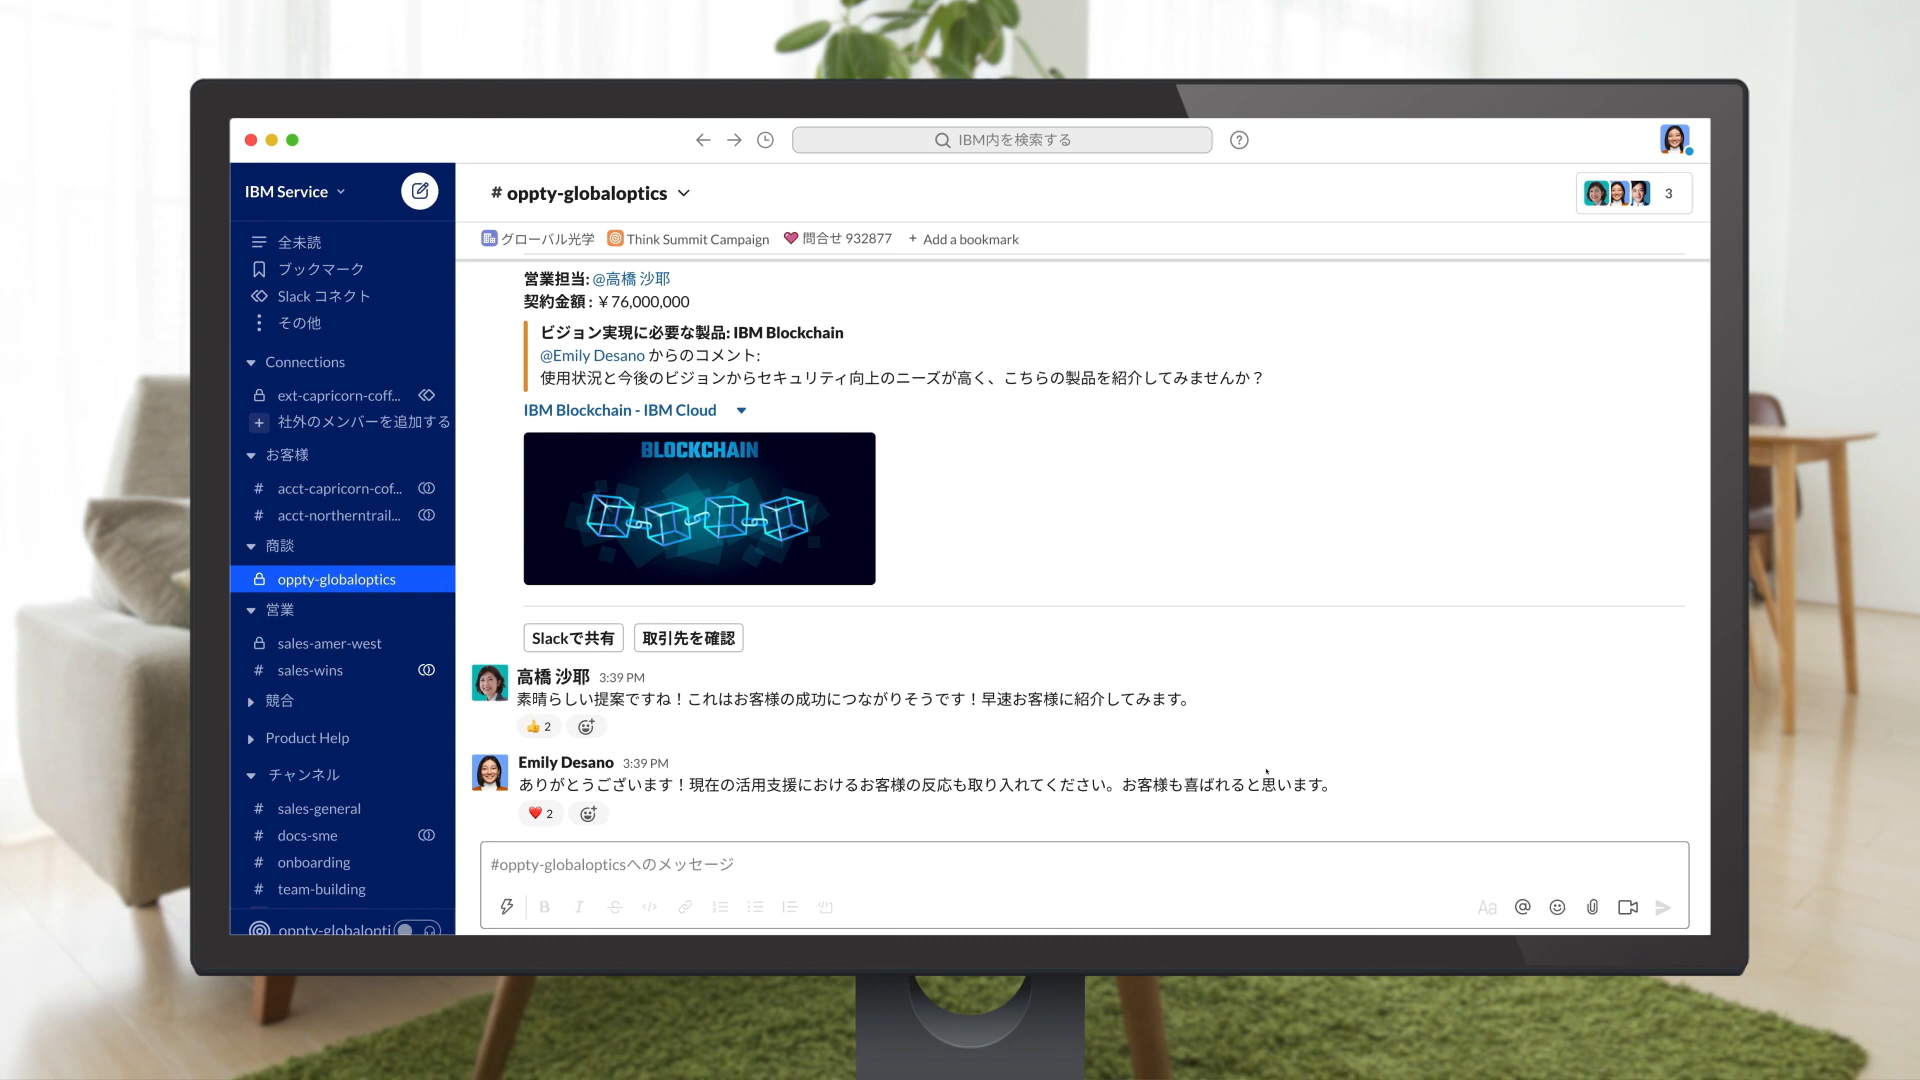 IBM内を検索する
IBM Service
全未読
ブックマーク
Slack コネクト
その他
Connections
ext-capricorn-coff...
社外のメンバーを追加する
お客様
acct-capricorn-cof...
acct-northerntrail...
商談
oppty-globaloptics
営業
sales-amer-west
# sales-wins
競合
Product Help
チャンネル
# sales-general
# docs-sme
# onboarding
# team-building
oppty-globalopti
# oppty-globaloptics
3
グローバル光学 Think Summit Campaign 問合せ 932877 + Add a bookmark
営業担当: @高橋 沙耶
契約金額 : ¥ 76,000,000
ビジョン実現に必要な製品: IBM Blockchain
@Emily Desano からのコメント:
使用状況と今後のビジョンからセキュリティ向上のニーズが高く、こちらの製品を紹介してみませんか？
IBM Blockchain - IBM Cloud
BLOCKCHAIN
Slackで共有 取引先を確認
高橋 沙耶 3:39 PM
素晴らしい提案ですね！これはお客様の成功につながりそうです！早速お客様に紹介してみます。
👍 2
Emily Desano 3:39 PM
ありがとうございます！現在の活用支援におけるお客様の反応も取り入れてください。お客様も喜ばれると思います。
❤️ 2
#oppty-globalopticsへのメッセージ
B I S Aa @